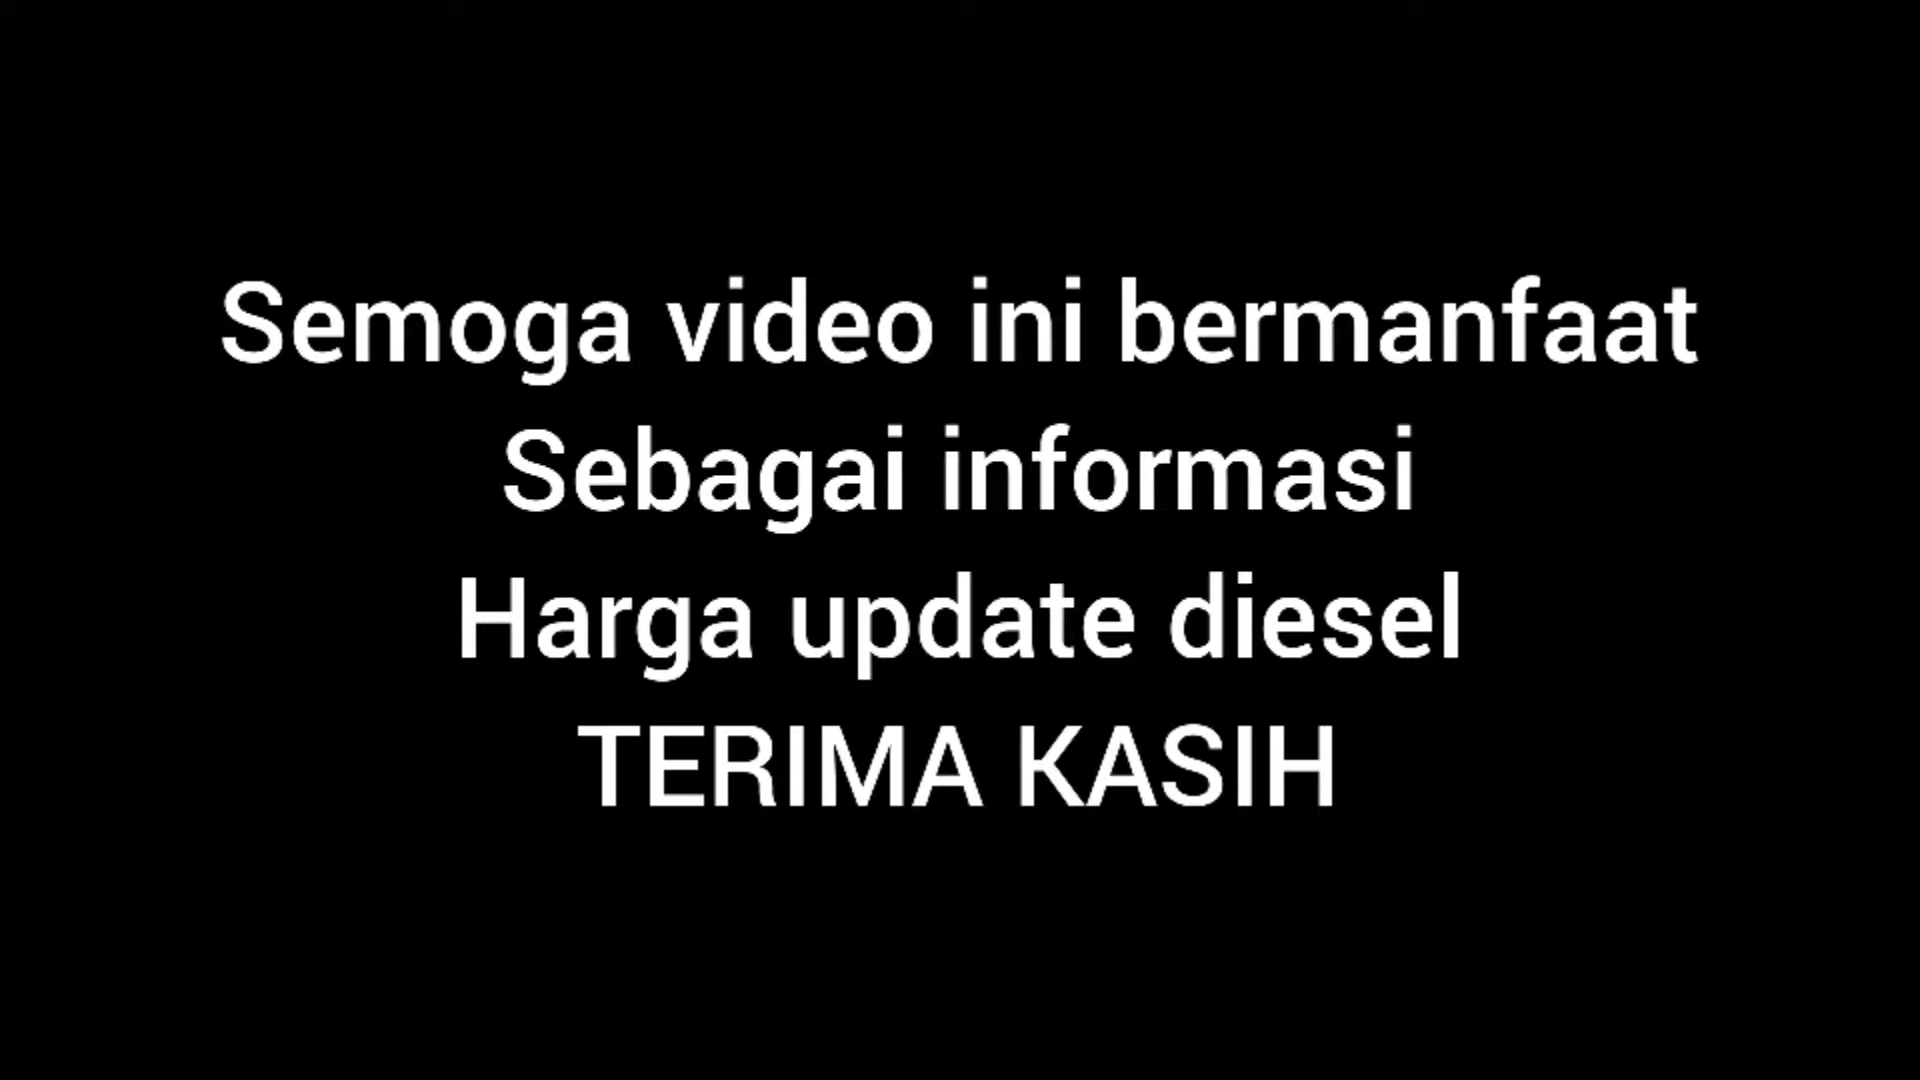 Semoga video ini bermanfaat
Sebagai informasi
Harga update diesel
TERIMA KASIH